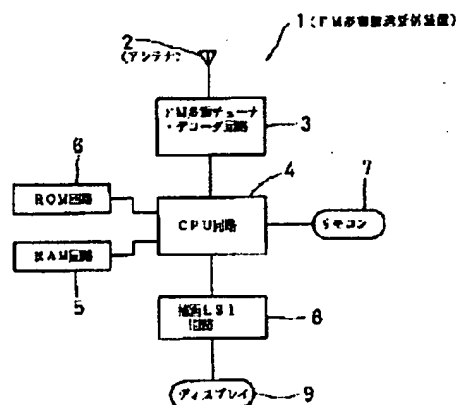 1 (FM多重放送受信装置)
2
(アンテナ)
FM多重チューナ
・デコーダ回路
3
6
4
7
ROM回路
CPU回路
リモコン
RAM回路
5
描画LSI
回路
8
ディスプレイ
9